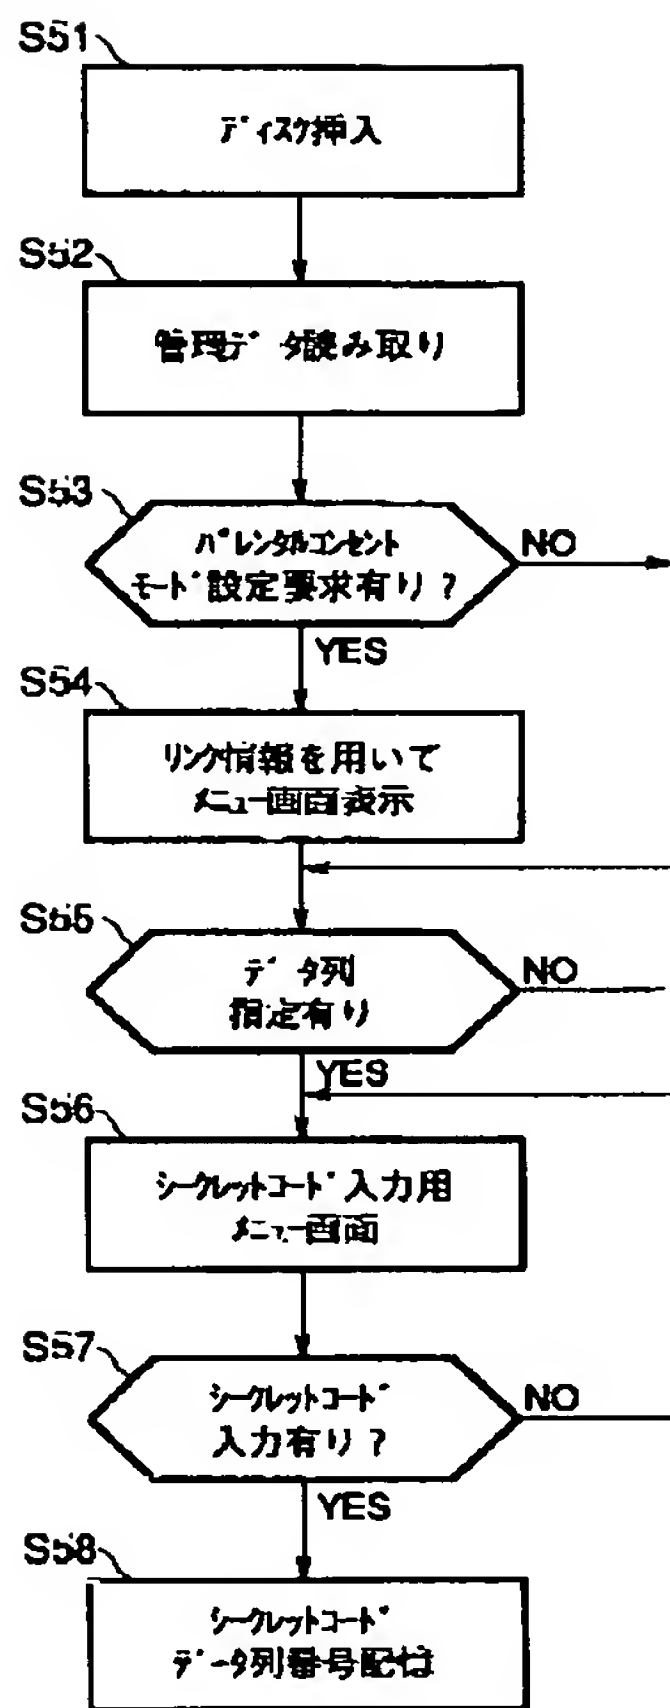 S51
ディスク挿入
S52
管理データ読み取り
S53
パレンタルコンセント
モード設定要求有り?
NO
YES
S54
リンク情報を用いて
メニュー画面表示
S55
データ列
指定有り
NO
YES
S56
シークレットコード入力用
メニュー画面
S57
シークレットコード
入力有り?
NO
YES
S58
シークレットコード
データ列番号記憶